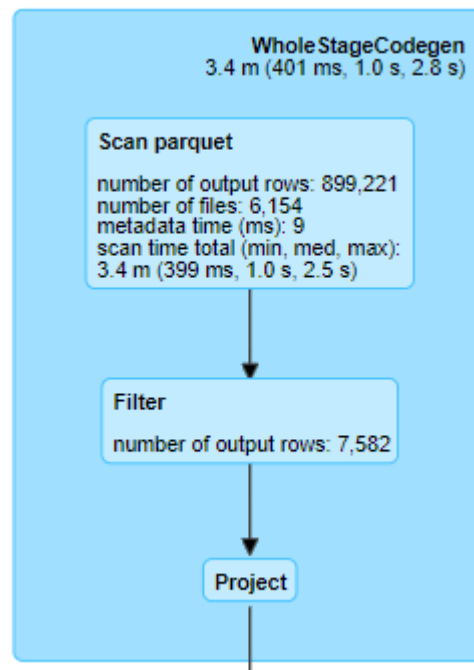 WholeStageCodegen
3.4 m (401 ms, 1.0 s, 2.8 s)
Scan parquet
number of output rows: 899,221
number of files: 6,154
metadata time (ms): 9
scan time total (min, med, max):
3.4 m (399 ms, 1.0 s, 2.5 s)
Filter
number of output rows: 7,582
Project